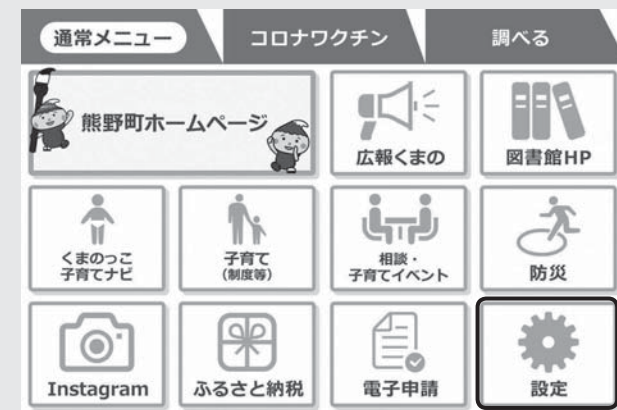 通常メニュー
コロナワクチン
調べる
熊野町ホームページ
広報くまの
図書館HP
くまのっこ
子育てナビ
子育て
(制度等)
相談・
子育てイベント
防災
Instagram
ふるさと納税
電子申請
設定